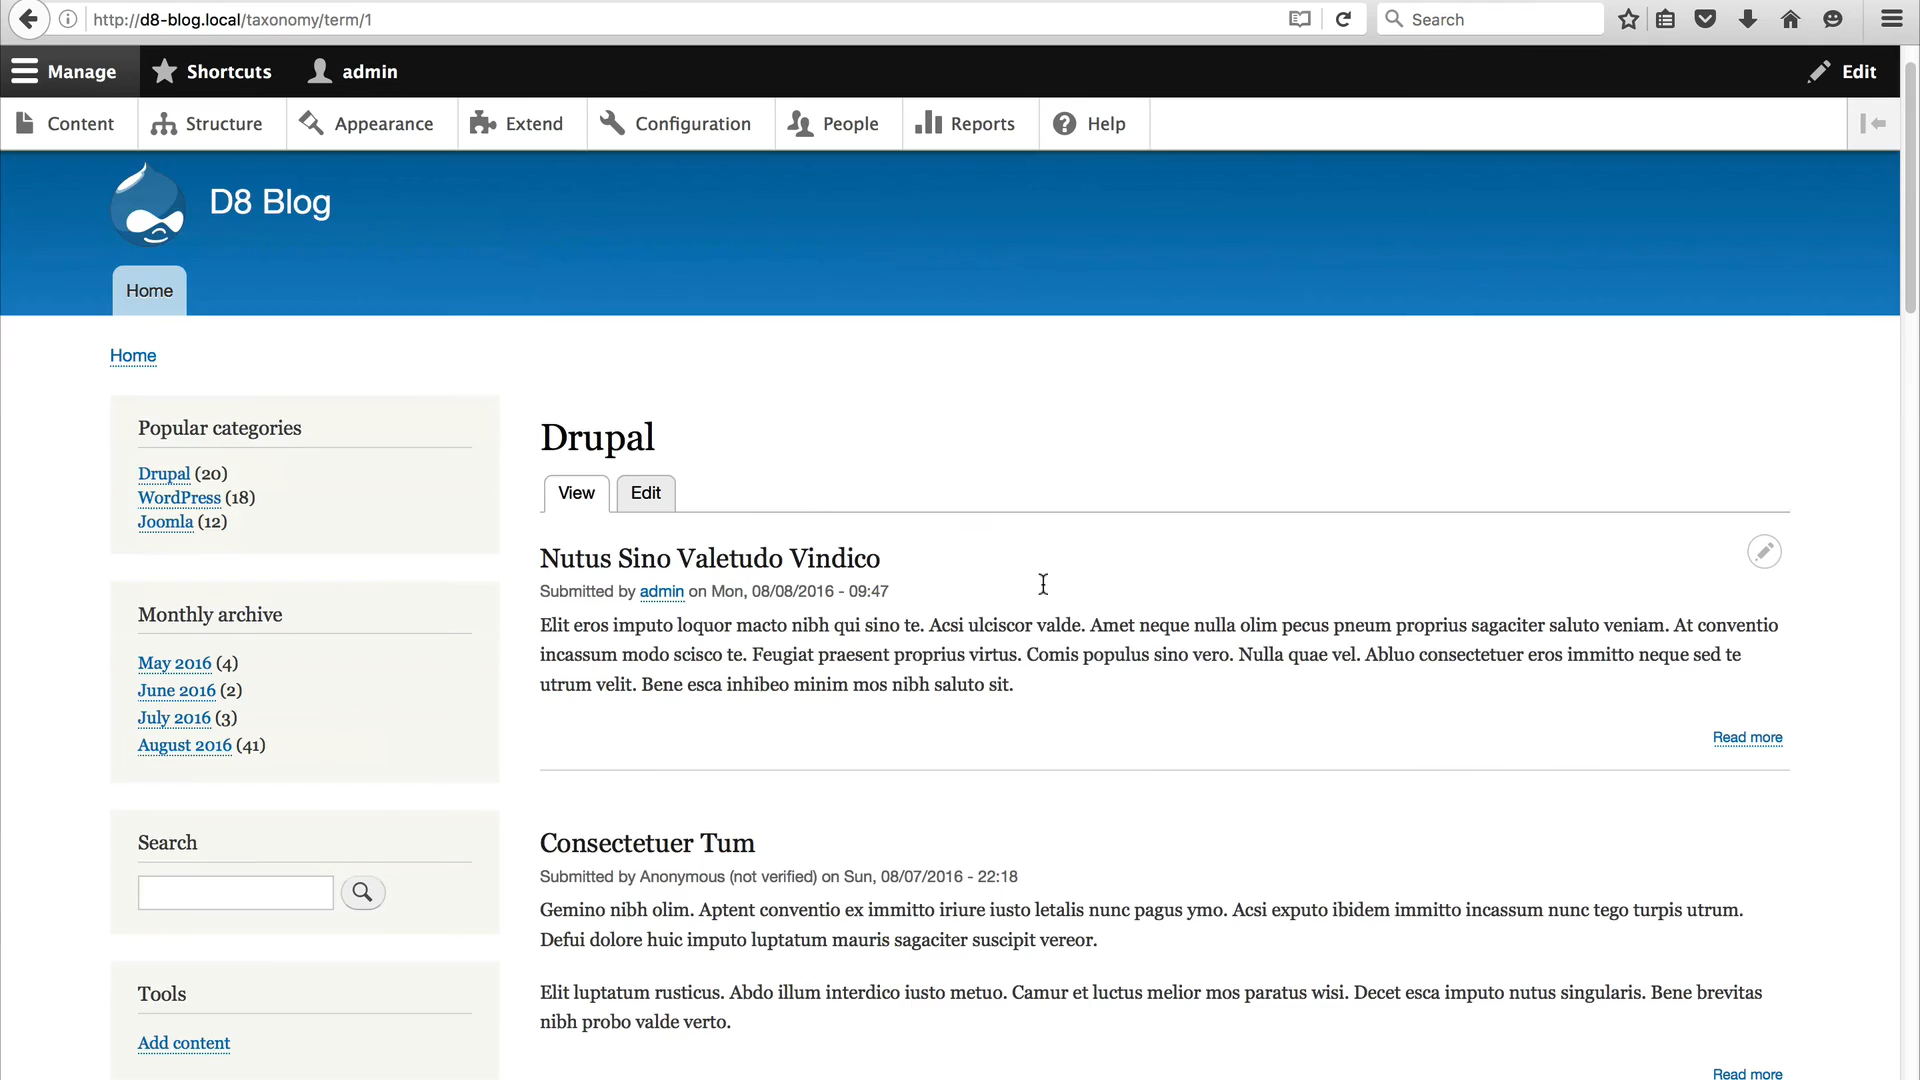 http://d8-blog.local/taxonomy/term/1
Search
Manage
Shortcuts
admin
Edit
Content
Structure
Appearance
Extend
Configuration
People
Reports
Help
D8 Blog
Home
Home
Popular categories
Drupal (20)
WordPress (18)
Joomla (12)
Monthly archive
May 2016 (4)
June 2016 (2)
July 2016 (3)
August 2016 (41)
Search
Tools
Add content
Drupal
View
Edit
Nutus Sino Valetudo Vindico
Submitted by admin on Mon, 08/08/2016 - 09:47
Elit eros imputo loquor macto nibh qui sino te. Acsi ulciscor valde. Amet neque nulla olim pecus pneum proprius sagaciter saluto veniam. At conventio
incassum modo scisco te. Feugiat praesent proprius virtus. Comis populus sino vero. Nulla quae vel. Abluo consectetuer eros immitto neque sed te
utrum velit. Bene esca inhibeo minim mos nibh saluto sit.
Read more
Consectetuer Tum
Submitted by Anonymous (not verified) on Sun, 08/07/2016 - 22:18
Gemino nibh olim. Aptent conventio ex immitto iriure iusto letalis nunc pagus ymo. Acsi exputo ibidem immitto incassum nunc tego turpis utrum.
Defui dolore huic imputo luptatum mauris sagaciter suscipit vereor.
Elit luptatum rusticus. Abdo illum interdico iusto metuo. Camur et luctus melior mos paratus wisi. Decet esca imputo nutus singularis. Bene brevitas
nibh probo valde verto.
Read more